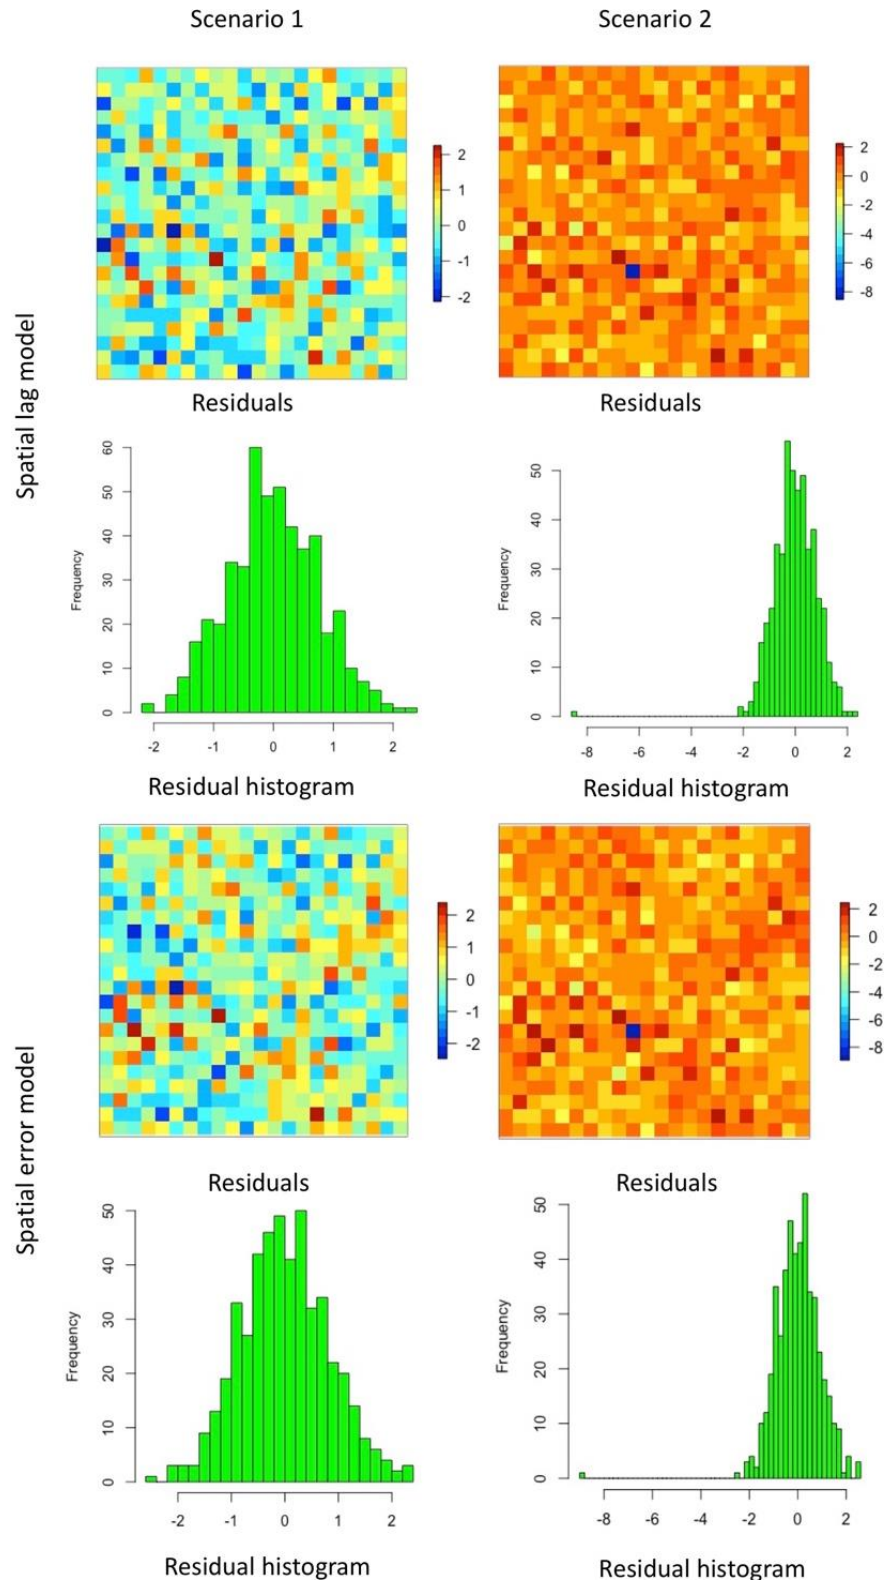 Scenario 1
Scenario 2
Spatial lag model
2
1
0
-1
-2
2
0
-2
-4
-6
-8
Residuals
Residuals
Frequency
60
50
40
30
20
10
0
-2 -1 0 1 2
Residual histogram
Frequency
50
40
30
20
10
0
-8 -6 -4 -2 0 2
Residual histogram
Spatial error model
2
1
0
-1
-2
2
0
-2
-4
-6
-8
Residuals
Residuals
Frequency
50
40
30
20
10
0
-2 -1 0 1 2
Residual histogram
Frequency
50
40
30
20
10
0
-8 -6 -4 -2 0 2
Residual histogram